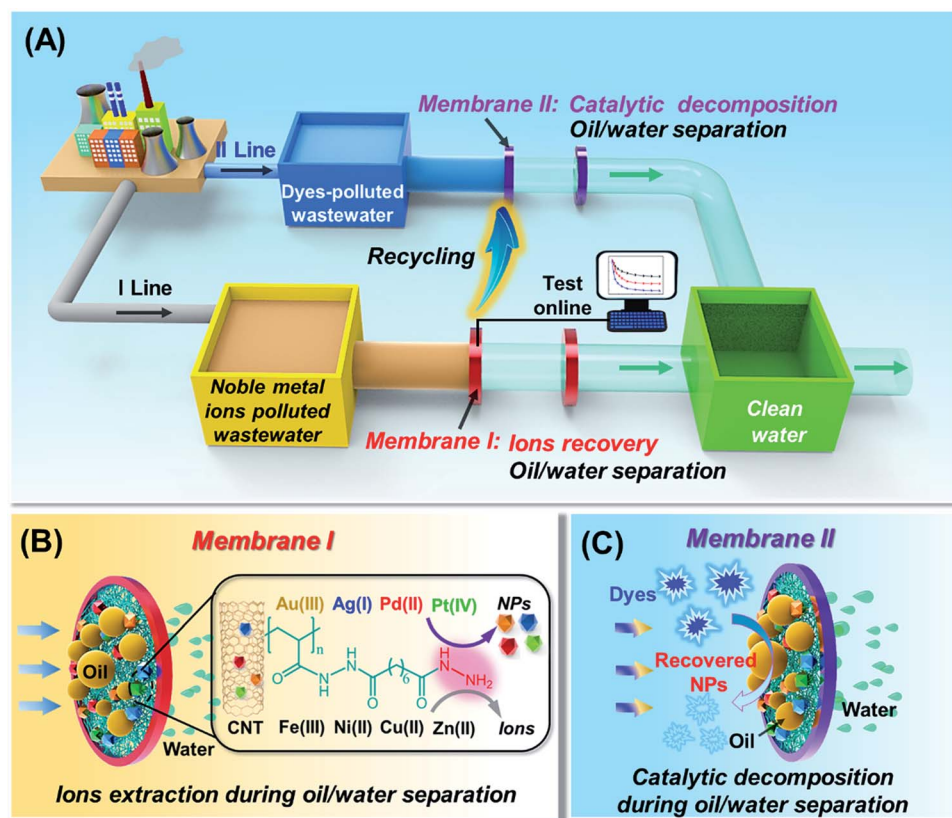 (A)
Membrane II: Catalytic decomposition
Oil/water separation
II Line
Dyes-polluted
wastewater
Recycling
I Line
Test
online
Noble metal
ions polluted
wastewater
Clean
water
Membrane I: Ions recovery
Oil/water separation
(B)
Membrane I
Au(III) Ag(I) Pd(II) Pt(IV) NPs
n
H
N
N
H
O
O
6
O
H
N
NH2
Oil
CNT
Fe(III) Ni(II) Cu(II) Zn(II) Ions
Water
Ions extraction during oil/water separation
(C)
Membrane II
Dyes
Recovered
NPs
Water
Oil
Catalytic decomposition
during oil/water separation